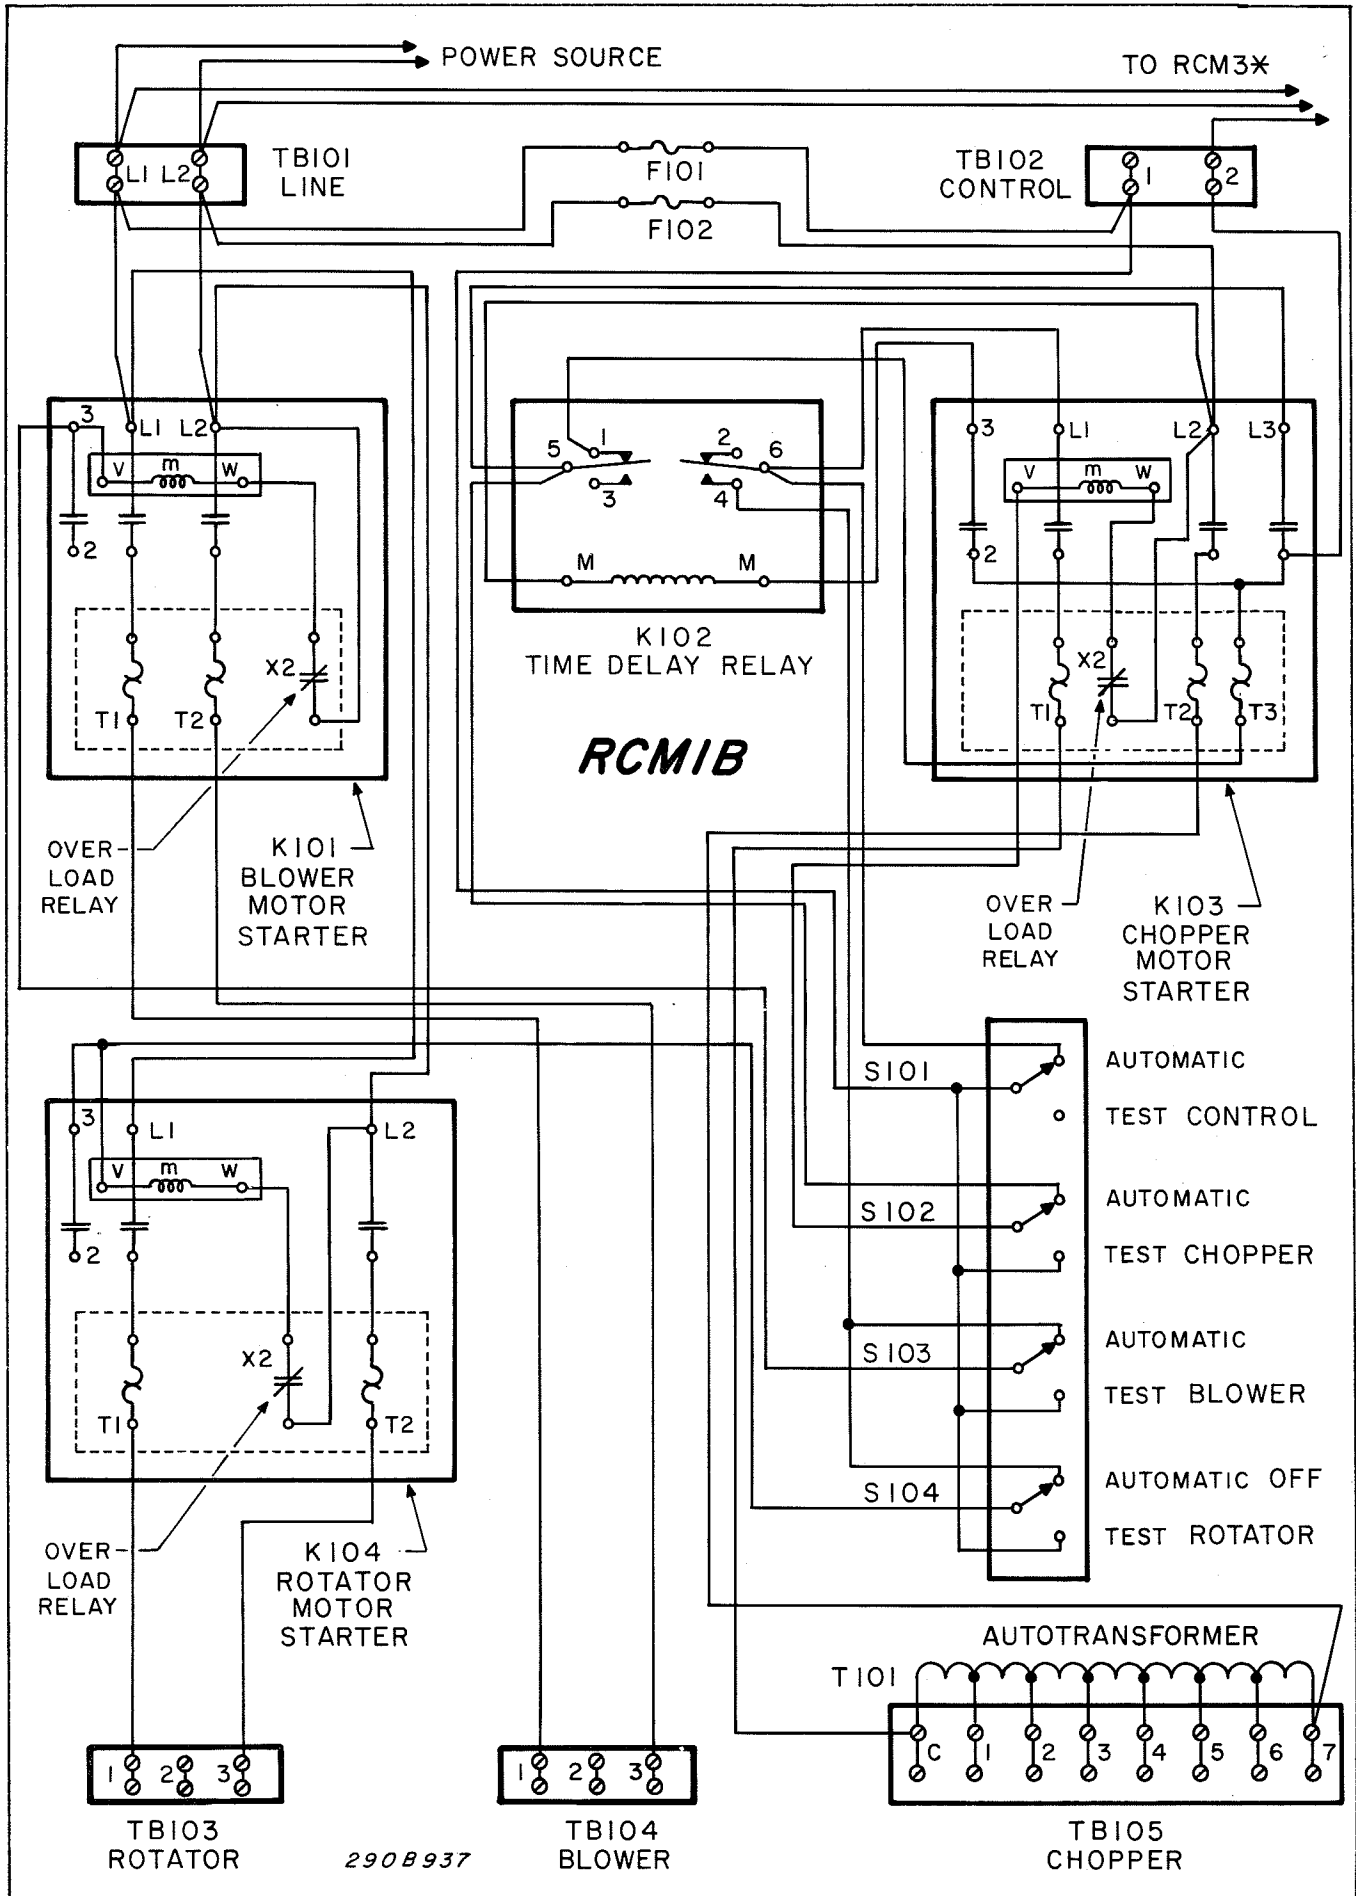 POWER SOURCE
TO RCM3*
TB101
LINE
L1 L2
F101
F102
TB102
CONTROL
1 2
3 L1 L2
V m W
2
X2
T1 T2
OVER
LOAD
RELAY
K101
BLOWER
MOTOR
STARTER
5 1 2 6
3 4
M M
K102
TIME DELAY RELAY
RCM1B
3 L1 L2 L3
V m W
2
X2
T1 T2 T3
OVER
LOAD
RELAY
K103
CHOPPER
MOTOR
STARTER
3 L1 L2
V m W
2
X2
T1 T2
OVER
LOAD
RELAY
K104
ROTATOR
MOTOR
STARTER
S101
AUTOMATIC
TEST CONTROL
S102
AUTOMATIC
TEST CHOPPER
S103
AUTOMATIC
TEST BLOWER
S104
AUTOMATIC OFF
TEST ROTATOR
AUTOTRANSFORMER
T101
C 1 2 3 4 5 6 7
TB105
CHOPPER
1 2 3
TB103
ROTATOR
290B937
1 2 3
TB104
BLOWER